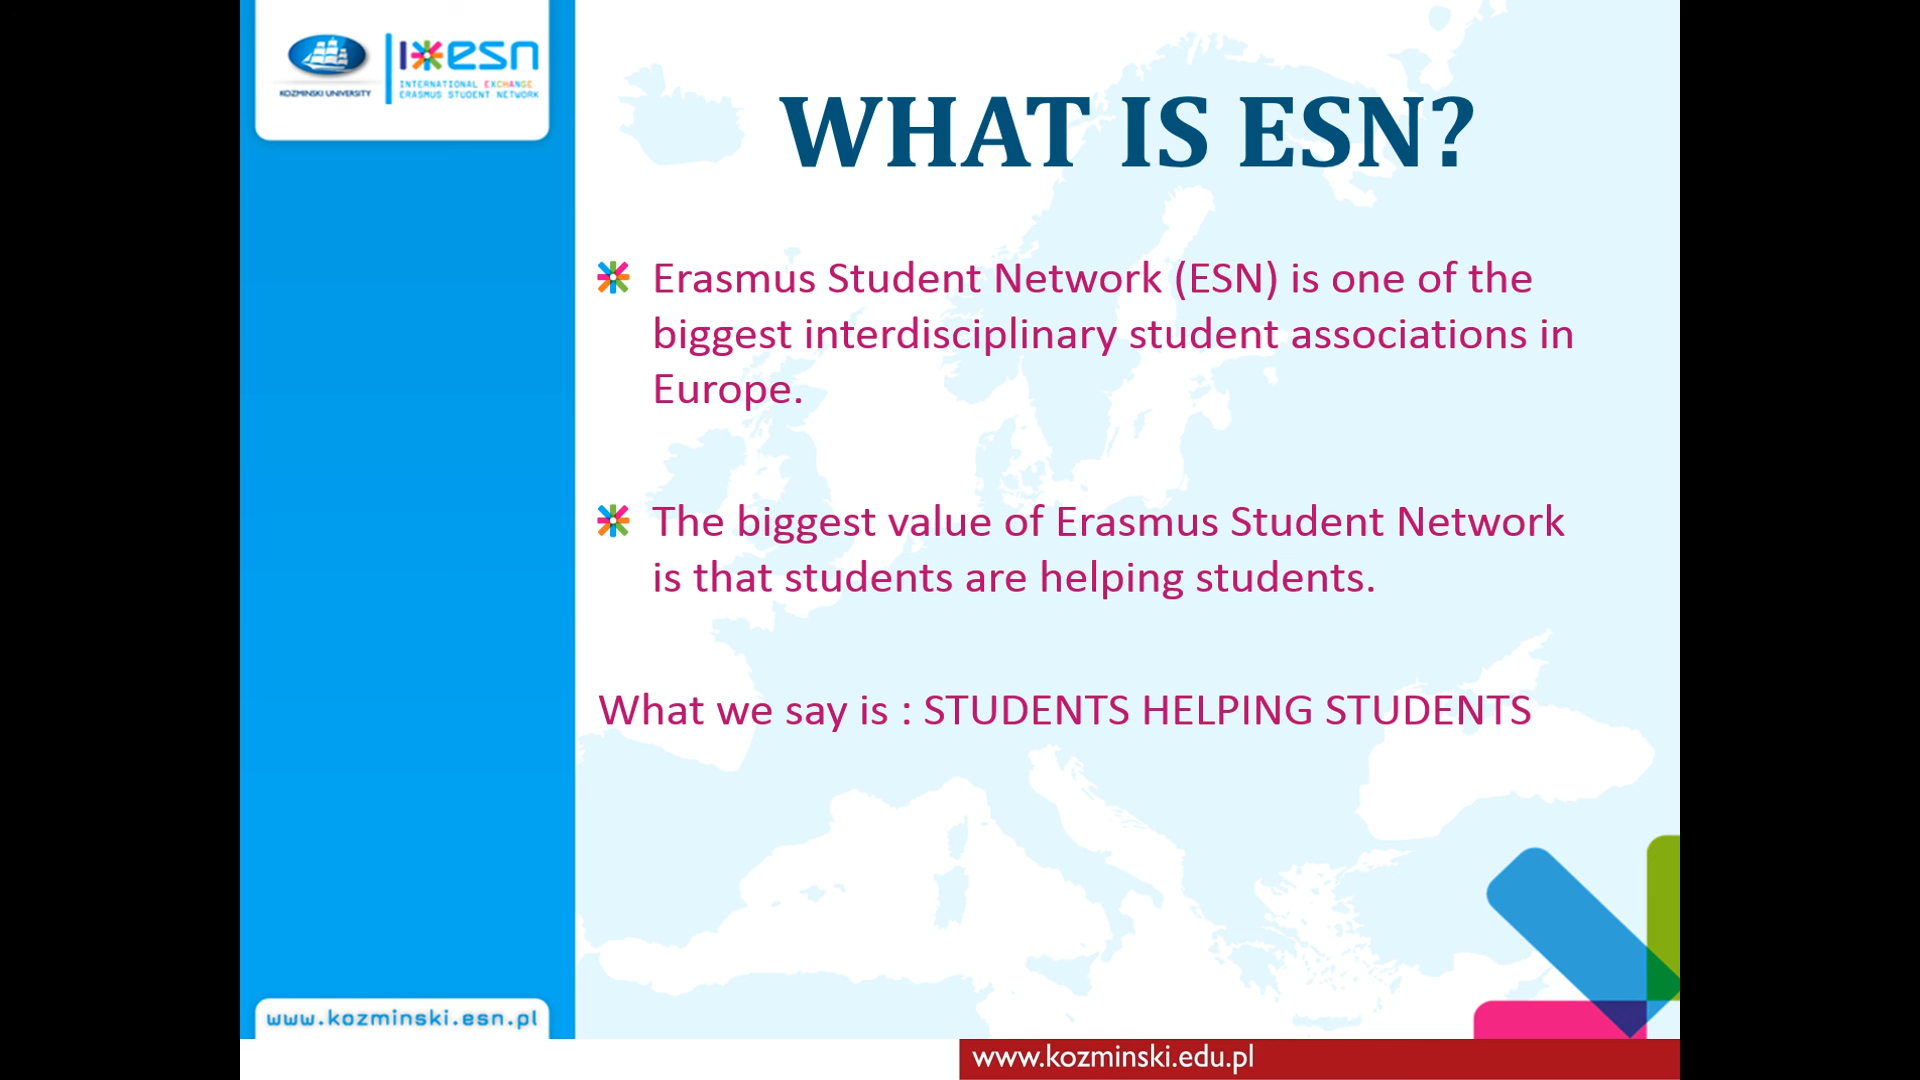 KOZMINSKI UNIVERSITY
IxESN
INTERNATIONAL EXCHANGE
ERASMUS STUDENT NETWORK
WHAT IS ESN?
Erasmus Student Network (ESN) is one of the
biggest interdisciplinary student associations in
Europe.
The biggest value of Erasmus Student Network
is that students are helping students.
What we say is : STUDENTS HELPING STUDENTS
www.kozminski.esn.pl
www.kozminski.edu.pl